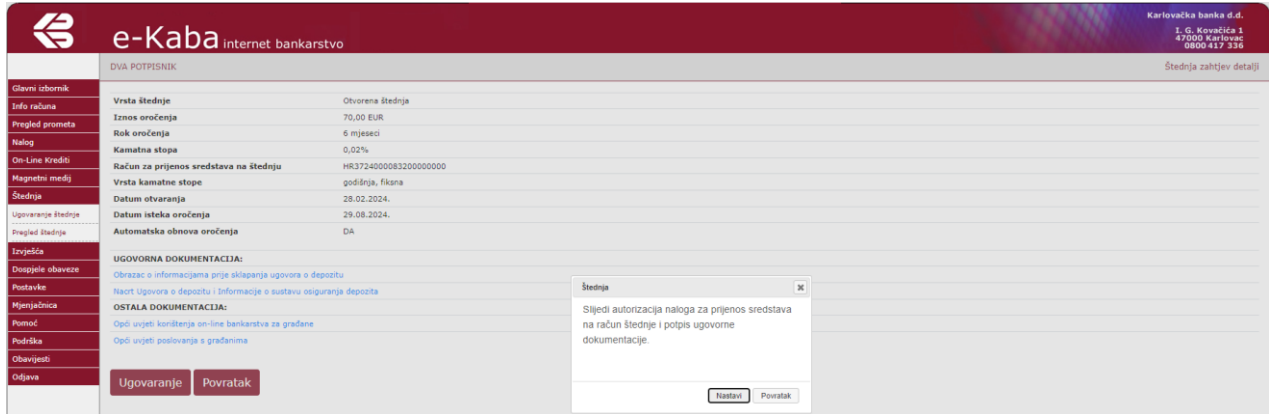 e-Kaba internet bankarstvo
Karlovačka banka d.d.
I. G. Kovačića 1
47000 Karlovac
0800 417 336
DVA POTPISNIK
Štednja zahtjev detalji
Glavni izbornik
Info računa
Pregled prometa
Nalog
On-Line Krediti
Magnetni medij
Štednja
Ugovaranje štednje
Pregled štednje
Izvješća
Dospjele obaveze
Postavke
Mjenjačnica
Pomoć
Podrška
Obavijesti
Odjava
Vrsta štednje Otvorena štednja
Iznos oročenja 70,00 EUR
Rok oročenja 6 mjeseci
Kamatna stopa 0,02%
Račun za prijenos sredstava na štednju HR3724000083200000000
Vrsta kamatne stope godišnja, fiksna
Datum otvaranja 28.02.2024.
Datum isteka oročenja 29.08.2024.
Automatska obnova oročenja DA
UGOVORNA DOKUMENTACIJA:
Obrazac o informacijama prije sklapanja ugovora o depozitu
Nacrt Ugovora o depozitu i Informacije o sustavu osiguranja depozita
OSTALA DOKUMENTACIJA:
Opći uvjeti korištenja on-line bankarstva za građane
Opći uvjeti poslovanja s građanima
Ugovaranje Povratak
Štednja
Slijedi autorizacija naloga za prijenos sredstava
na račun štednje i potpis ugovorne
dokumentacije.
Nastavi Povratak